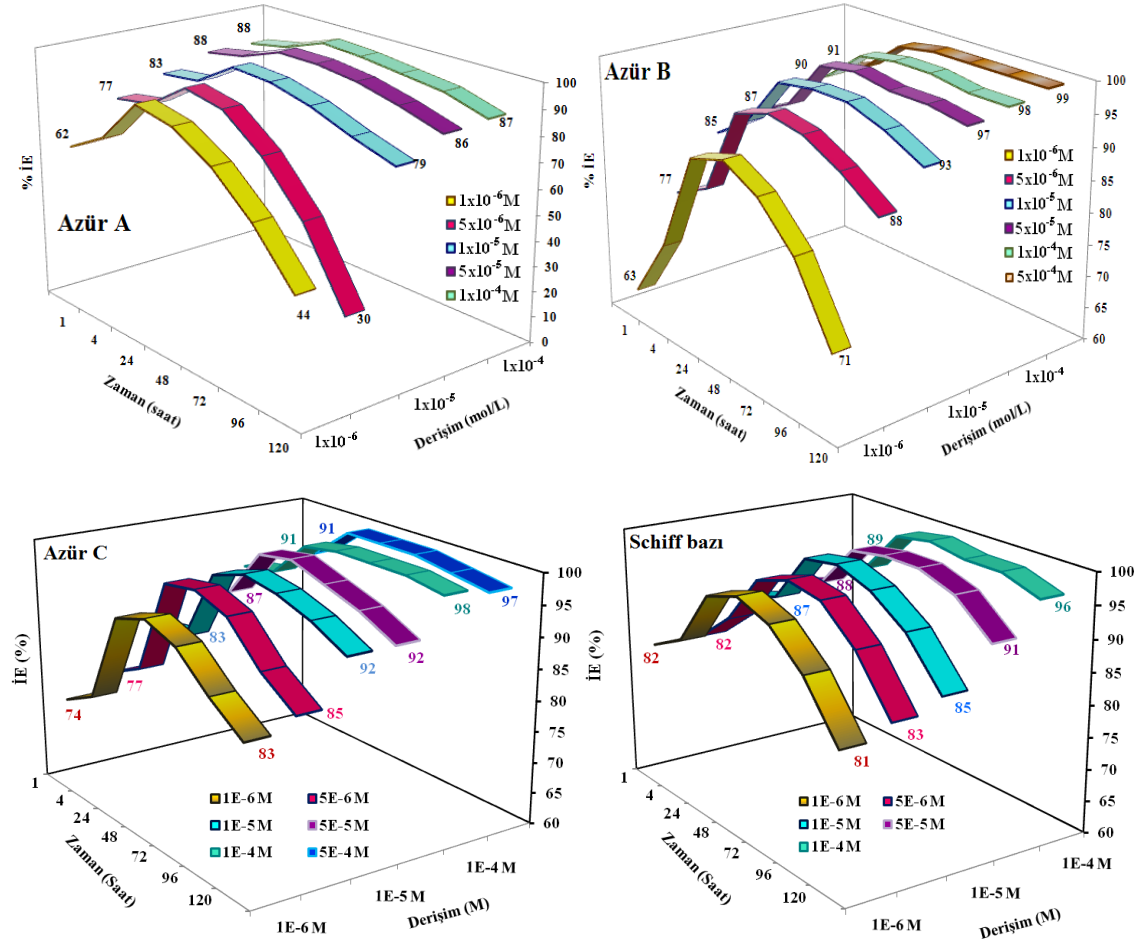 Azür A
% İE
100
90
80
70
60
50
40
30
20
10
0
62
77
83
88
88
44
30
79
86
87
1x10⁻⁶M
5x10⁻⁶M
1x10⁻⁵M
5x10⁻⁵M
1x10⁻⁴M
1
4
24
48
72
96
120
Zaman (saat)
1x10⁻⁶
1x10⁻⁵
1x10⁻⁴
Derişim (mol/L)
Azür B
% İE
100
95
90
85
80
75
70
65
60
63
77
85
87
90
91
71
88
93
97
98
99
1x10⁻⁶M
5x10⁻⁶M
1x10⁻⁵M
5x10⁻⁵M
1x10⁻⁴M
5x10⁻⁴M
1
4
24
48
72
96
120
Zaman (saat)
1x10⁻⁶
1x10⁻⁵
1x10⁻⁴
Derişim (mol/L)
Azür C
İE (%)
100
95
90
85
80
75
70
65
60
74
77
83
87
91
91
83
85
92
92
98
97
1E-6 M
5E-6 M
1E-5 M
5E-5 M
1E-4 M
5E-4 M
1
4
24
48
72
96
120
Zaman (Saat)
1E-6 M
1E-5 M
1E-4 M
Derişim (M)
Schiff bazı
İE (%)
100
95
90
85
80
75
70
65
60
82
82
87
88
89
81
83
85
91
96
1E-6 M
5E-6 M
1E-5 M
5E-5 M
1E-4 M
1
4
24
48
72
96
120
Zaman (Saat)
1E-6 M
1E-5 M
1E-4 M
Derişim (M)